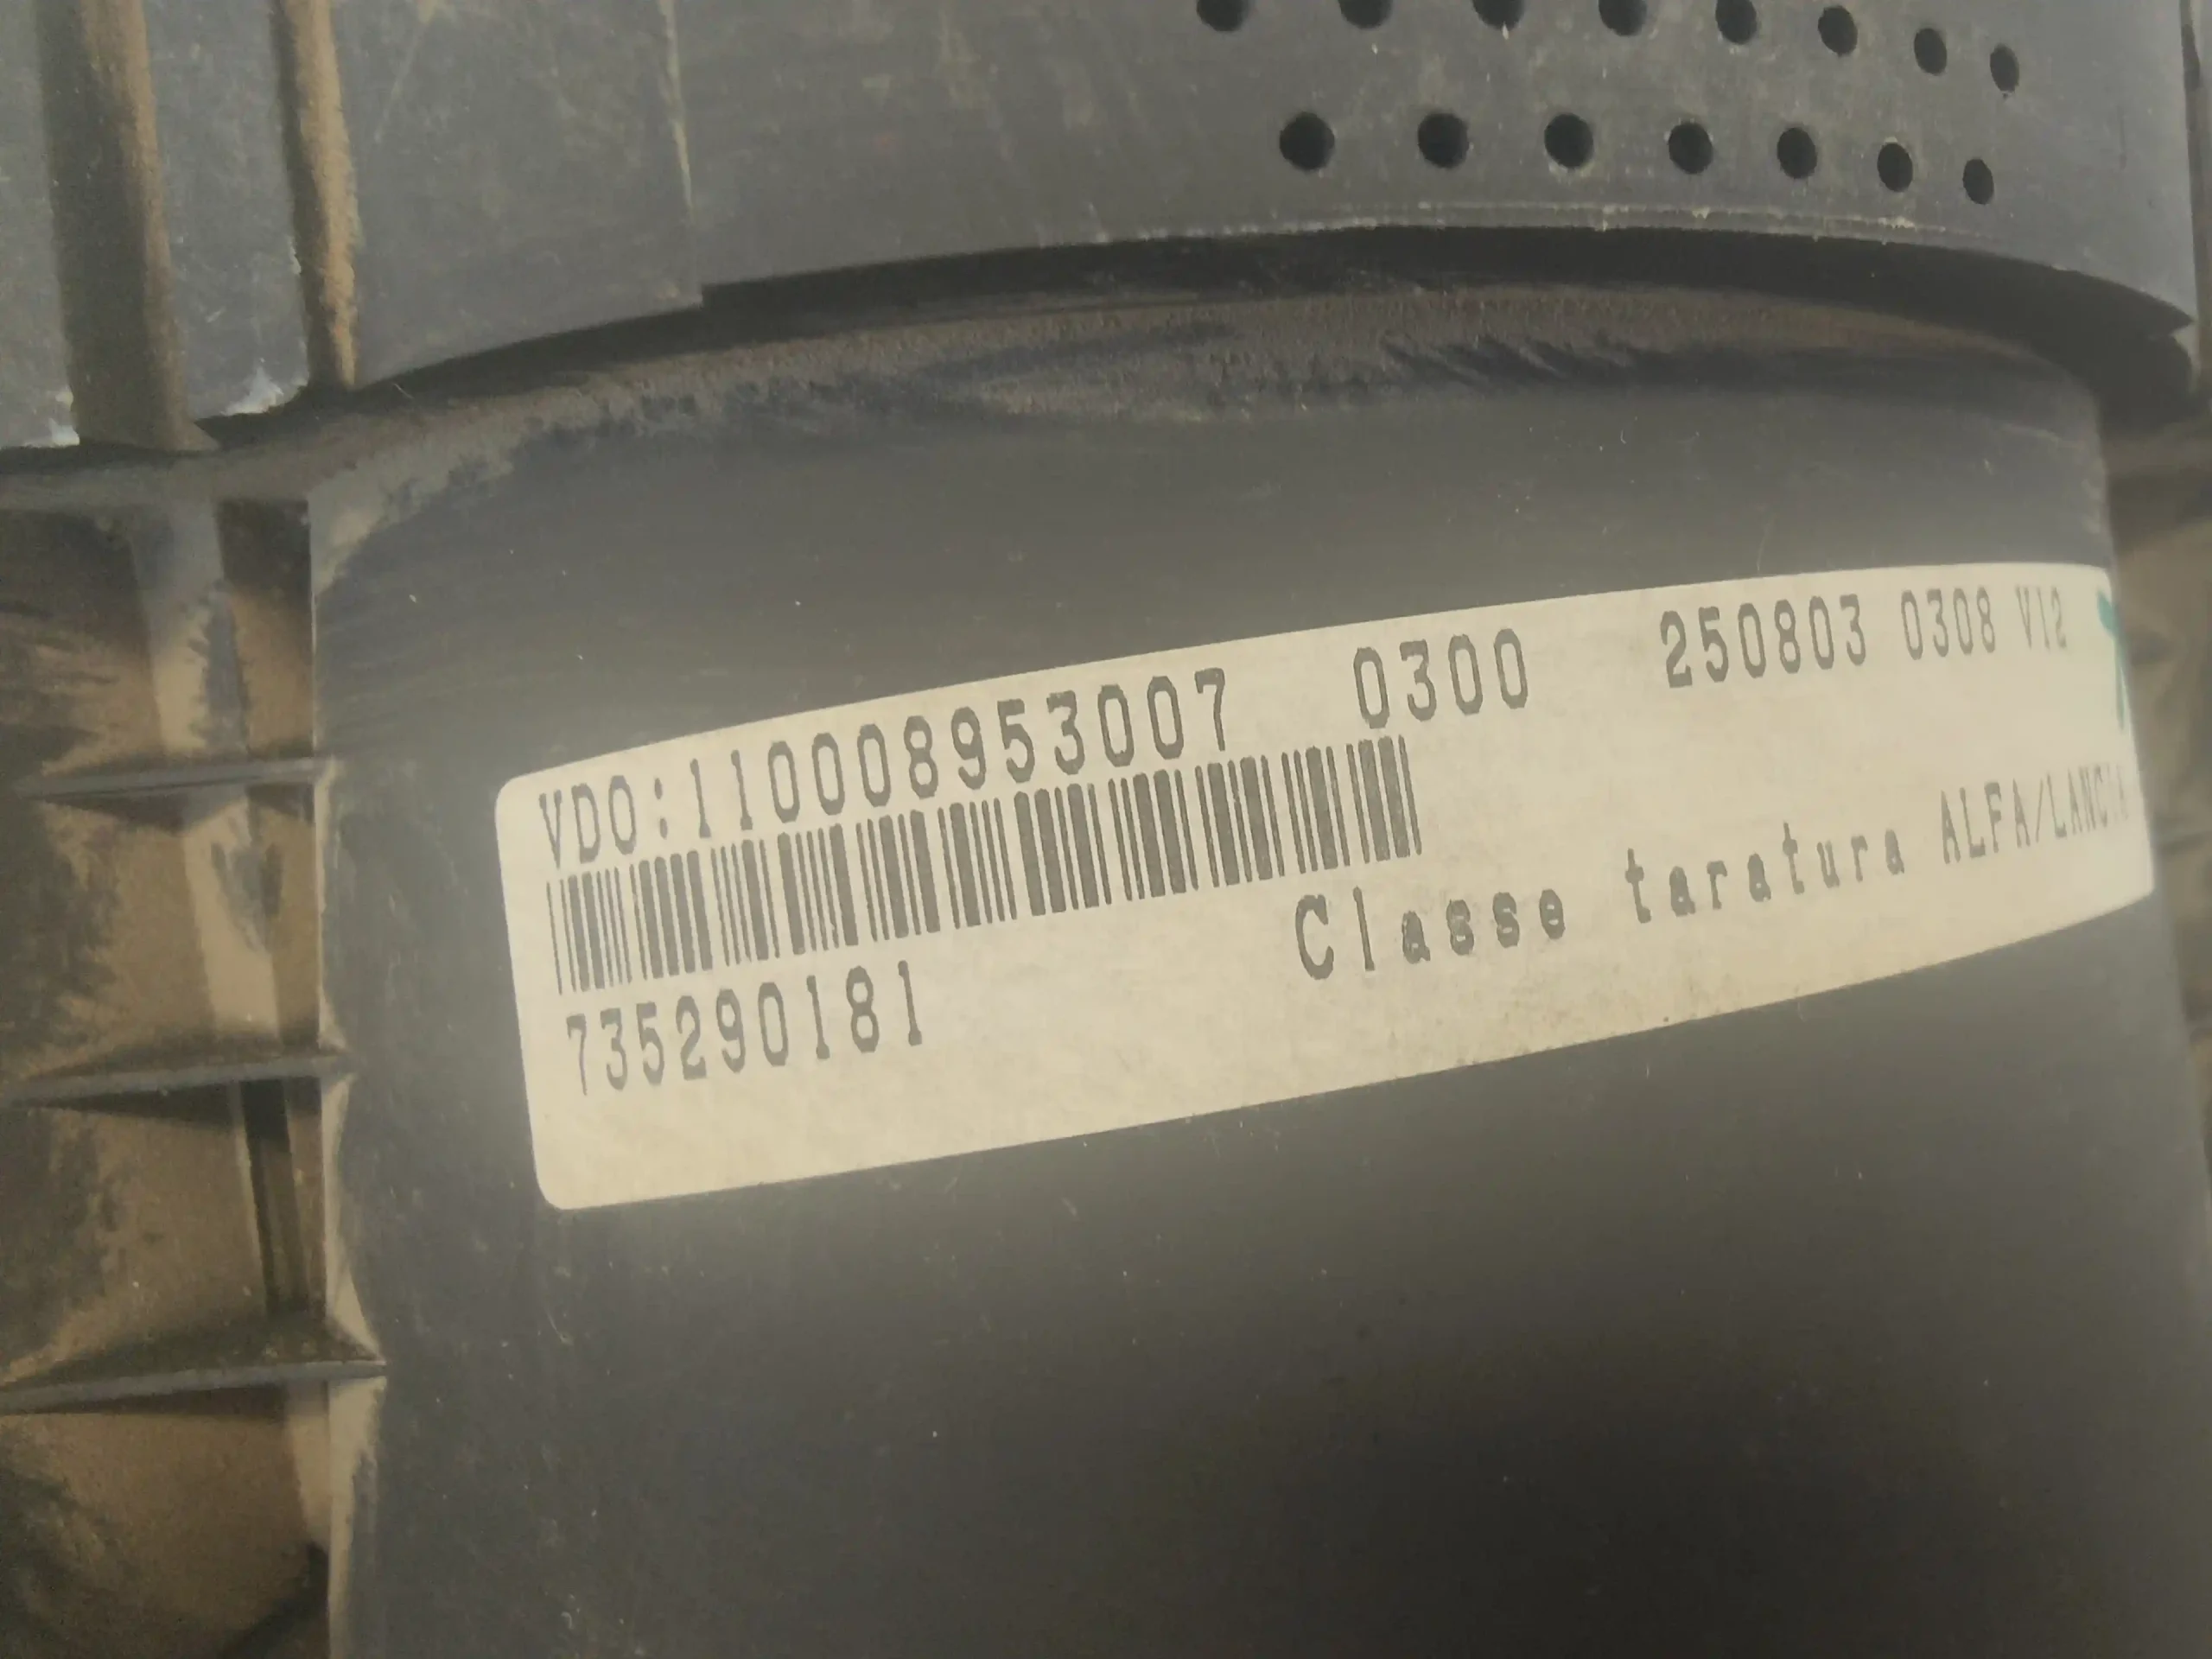 VDO:110008953007 0300 250803 0308 V12
Classe taratura ALFA/LANCIA
735290181